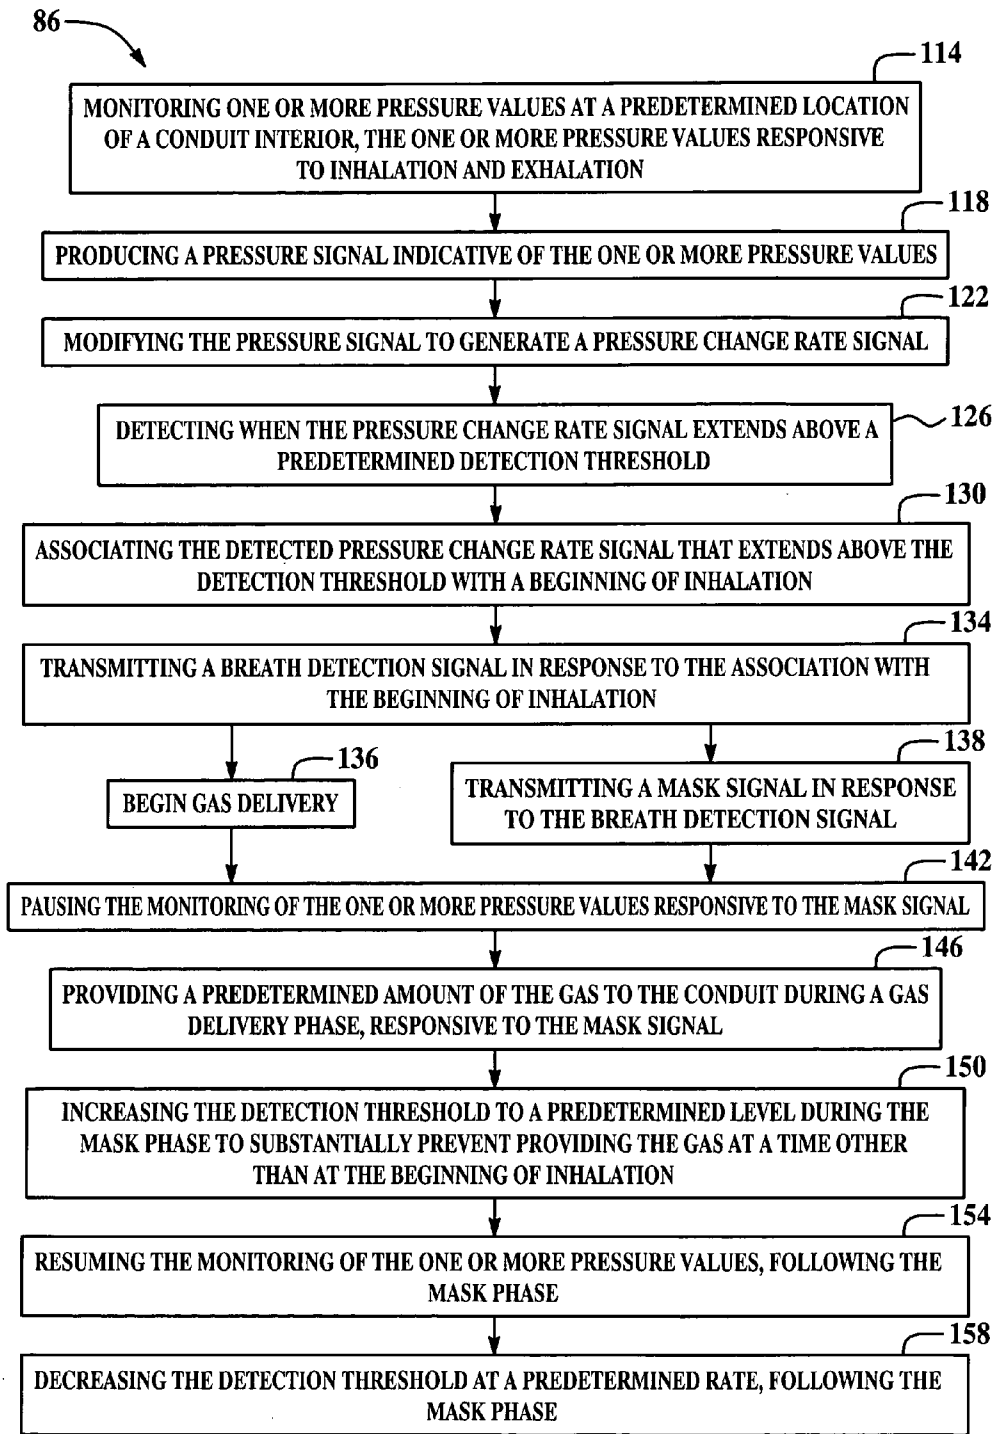 86
114
MONITORING ONE OR MORE PRESSURE VALUES AT A PREDETERMINED LOCATION
OF A CONDUIT INTERIOR, THE ONE OR MORE PRESSURE VALUES RESPONSIVE
TO INHALATION AND EXHALATION
118
PRODUCING A PRESSURE SIGNAL INDICATIVE OF THE ONE OR MORE PRESSURE VALUES
122
MODIFYING THE PRESSURE SIGNAL TO GENERATE A PRESSURE CHANGE RATE SIGNAL
126
DETECTING WHEN THE PRESSURE CHANGE RATE SIGNAL EXTENDS ABOVE A
PREDETERMINED DETECTION THRESHOLD
130
ASSOCIATING THE DETECTED PRESSURE CHANGE RATE SIGNAL THAT EXTENDS ABOVE THE
DETECTION THRESHOLD WITH A BEGINNING OF INHALATION
134
TRANSMITTING A BREATH DETECTION SIGNAL IN RESPONSE TO THE ASSOCIATION WITH
THE BEGINNING OF INHALATION
136
BEGIN GAS DELIVERY
138
TRANSMITTING A MASK SIGNAL IN RESPONSE
TO THE BREATH DETECTION SIGNAL
142
PAUSING THE MONITORING OF THE ONE OR MORE PRESSURE VALUES RESPONSIVE TO THE MASK SIGNAL
146
PROVIDING A PREDETERMINED AMOUNT OF THE GAS TO THE CONDUIT DURING A GAS
DELIVERY PHASE, RESPONSIVE TO THE MASK SIGNAL
150
INCREASING THE DETECTION THRESHOLD TO A PREDETERMINED LEVEL DURING THE
MASK PHASE TO SUBSTANTIALLY PREVENT PROVIDING THE GAS AT A TIME OTHER
THAN AT THE BEGINNING OF INHALATION
154
RESUMING THE MONITORING OF THE ONE OR MORE PRESSURE VALUES, FOLLOWING THE
MASK PHASE
158
DECREASING THE DETECTION THRESHOLD AT A PREDETERMINED RATE, FOLLOWING THE
MASK PHASE